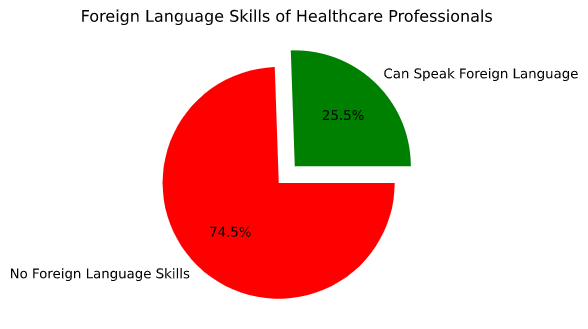 Foreign Language Skills of Healthcare Professionals
Can Speak Foreign Language
25.5%
74.5%
No Foreign Language Skills